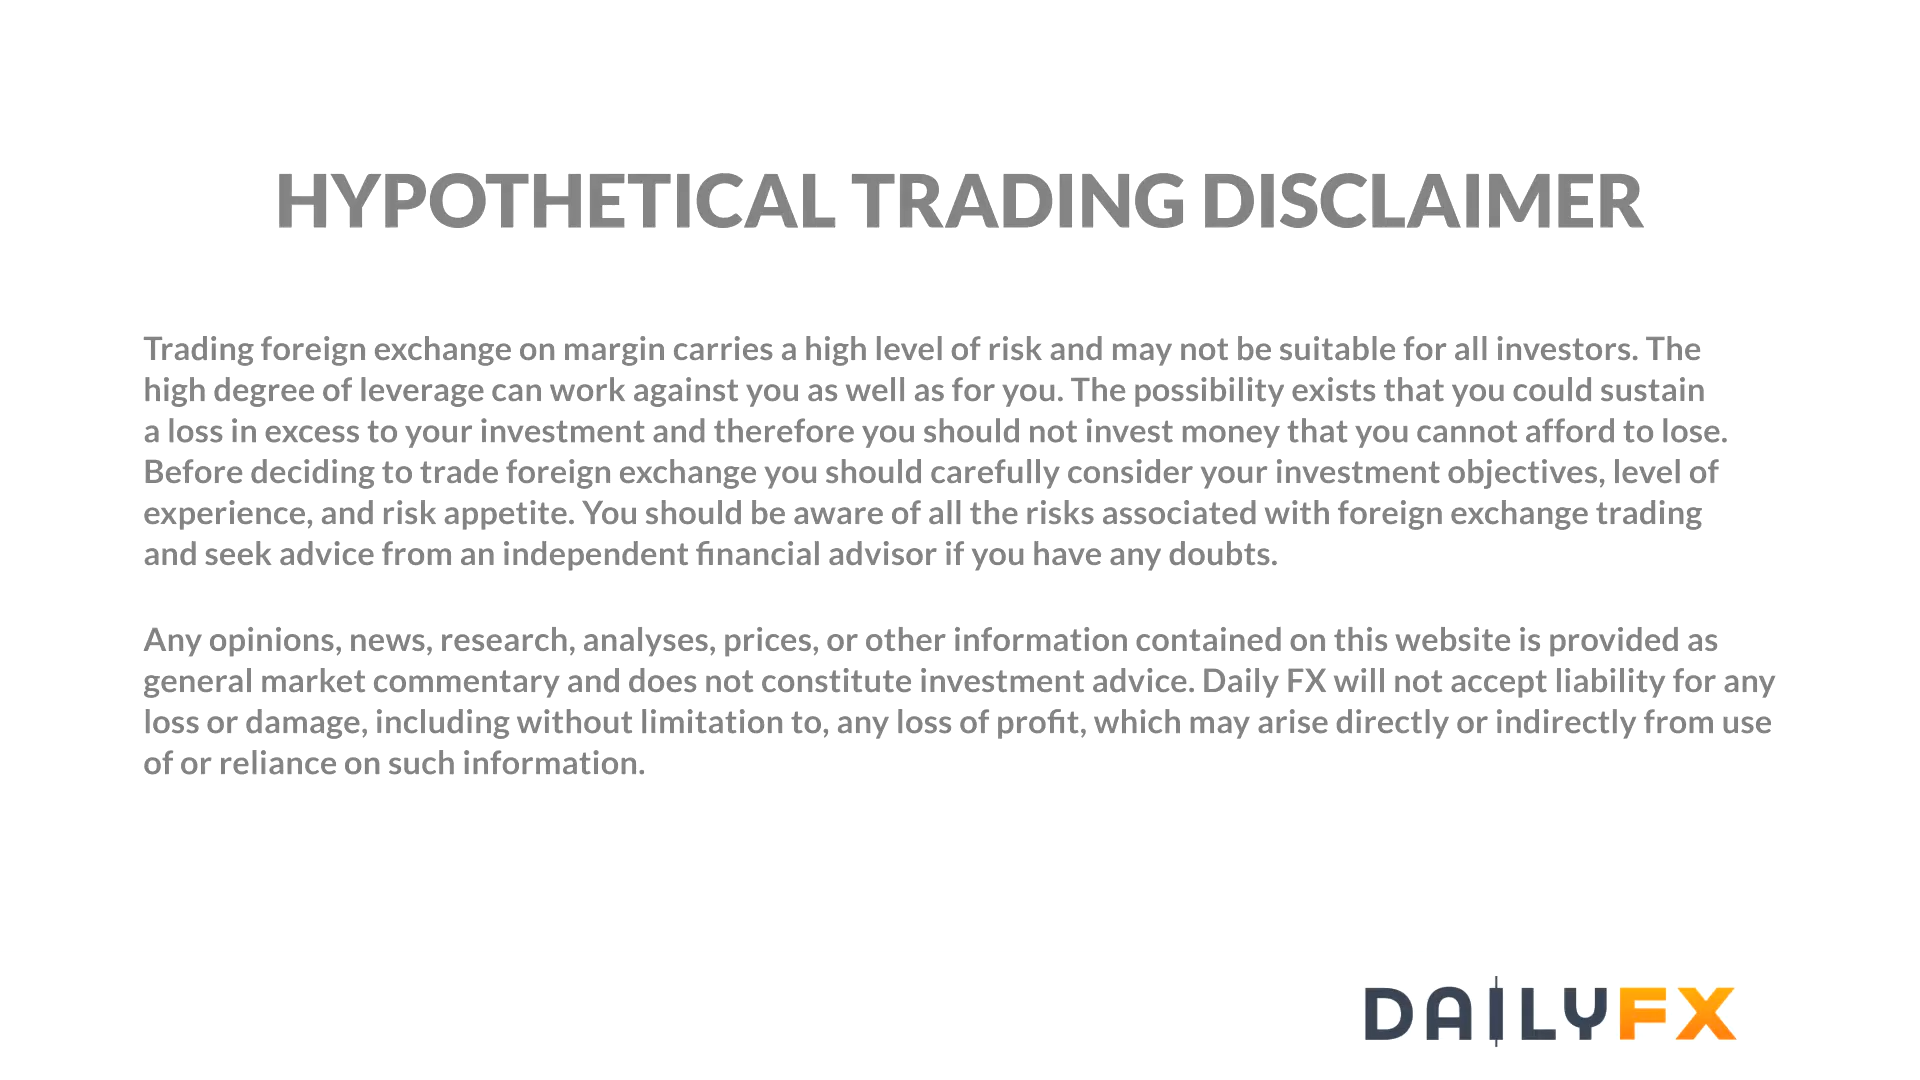 HYPOTHETICAL TRADING DISCLAIMER
Trading foreign exchange on margin carries a high level of risk and may not be suitable for all investors. The
high degree of leverage can work against you as well as for you. The possibility exists that you could sustain
a loss in excess to your investment and therefore you should not invest money that you cannot afford to lose.
Before deciding to trade foreign exchange you should carefully consider your investment objectives, level of
experience, and risk appetite. You should be aware of all the risks associated with foreign exchange trading
and seek advice from an independent financial advisor if you have any doubts.
Any opinions, news, research, analyses, prices, or other information contained on this website is provided as
general market commentary and does not constitute investment advice. Daily FX will not accept liability for any
loss or damage, including without limitation to, any loss of profit, which may arise directly or indirectly from use
of or reliance on such information.
DAILYFX